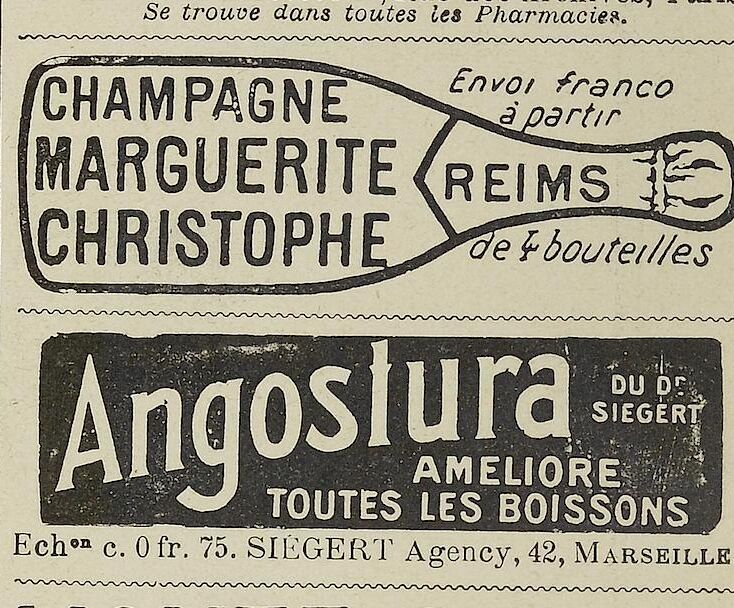 Se trouve dans toutes les Pharmacies.
CHAMPAGNE
MARGUERITE
CHRISTOPHE
REIMS
Envoi franco
à partir
de 4 bouteilles
Angostura
DU Dr
SIEGERT
AMELIORE
TOUTES LES BOISSONS
Echon c. 0 fr. 75. SIÉGERT Agency, 42, MARSEILLE